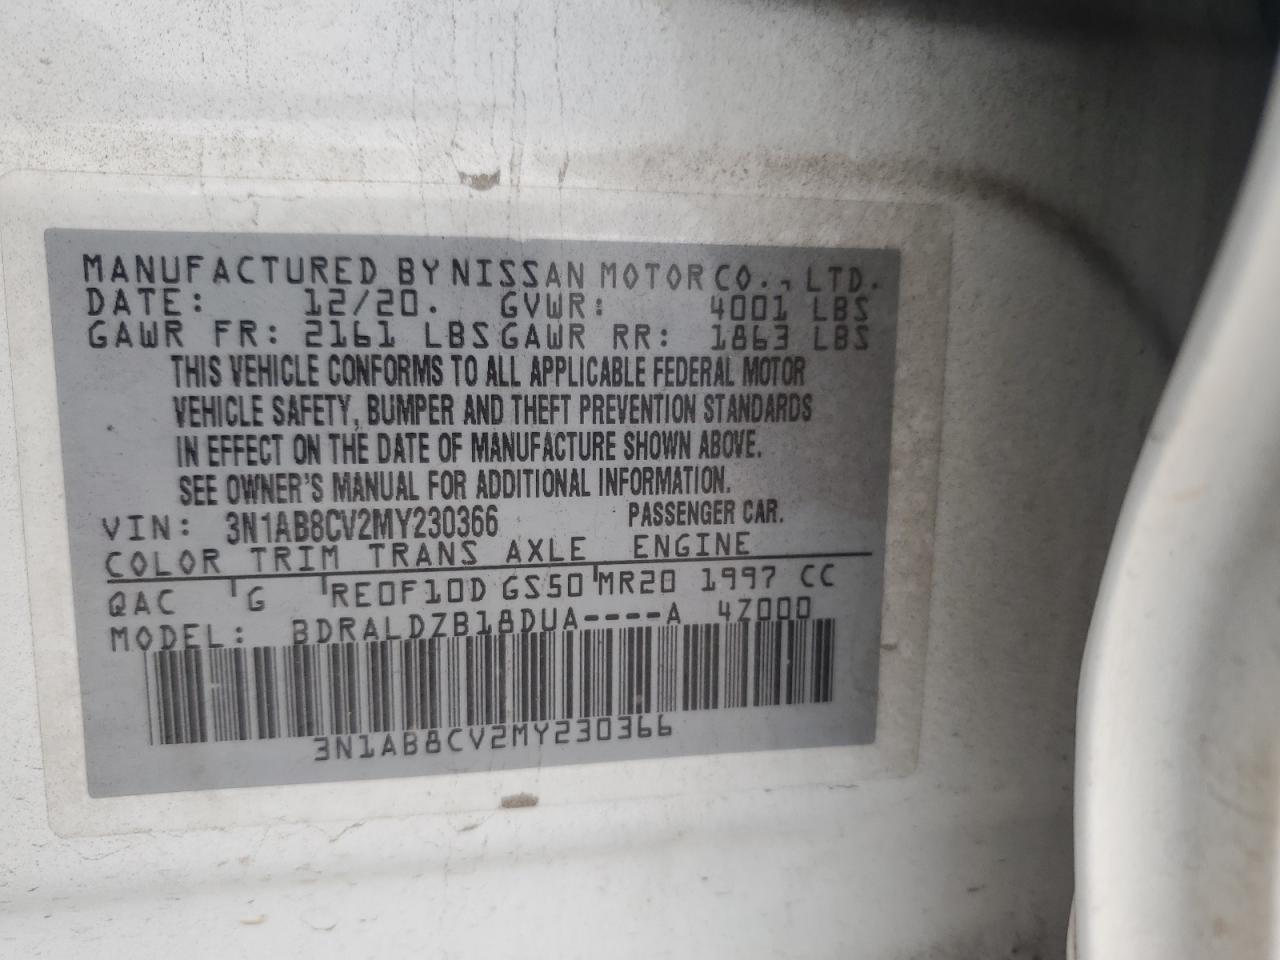 MANUFACTURED BY NISSAN MOTOR CO., LTD.
DATE: 12/20. GVWR: 4001 LBS
GAWR FR: 2161 LBS GAWR RR: 1863 LBS
THIS VEHICLE CONFORMS TO ALL APPLICABLE FEDERAL MOTOR
VEHICLE SAFETY, BUMPER AND THEFT PREVENTION STANDARDS
IN EFFECT ON THE DATE OF MANUFACTURE SHOWN ABOVE.
SEE OWNER'S MANUAL FOR ADDITIONAL INFORMATION.
VIN: 3N1AB8CV2MY230366 PASSENGER CAR.
COLOR TRIM TRANS AXLE ENGINE
QAC G RE0F10D GS50 MR20 1997 CC
MODEL: BDRALDZB18DUA----A 4Z000
3N1AB8CV2MY230366